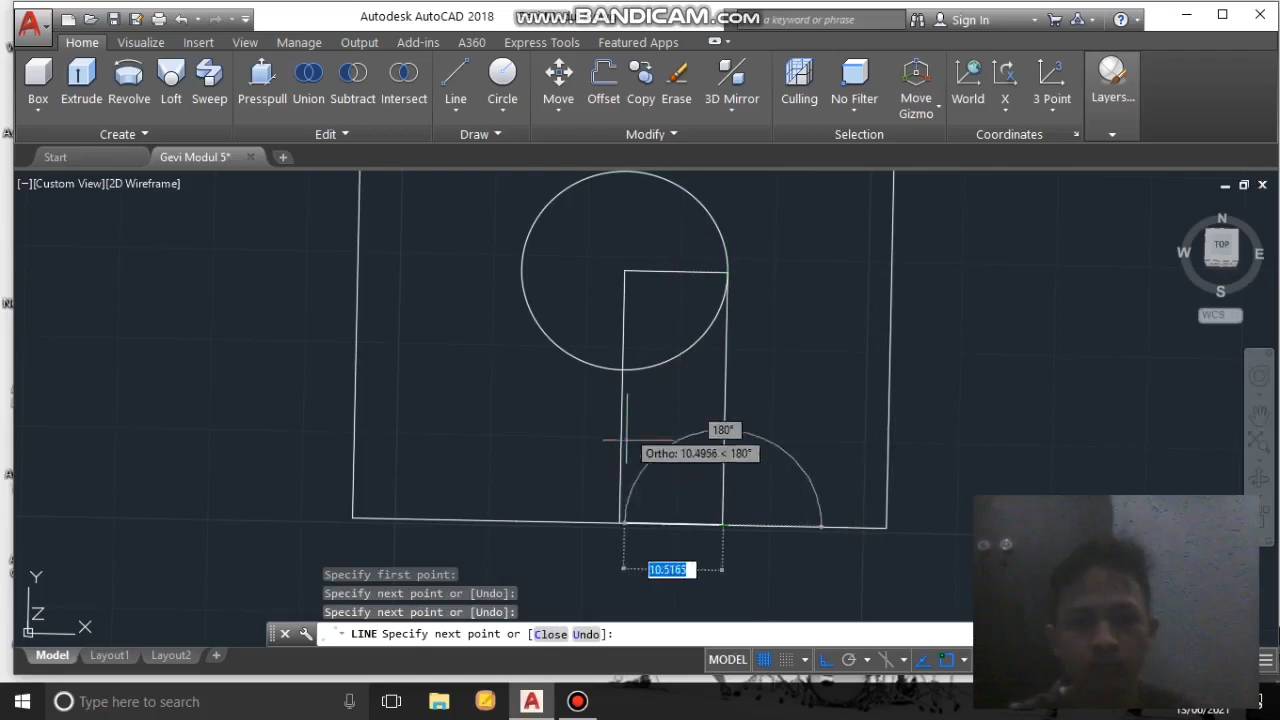 Autodesk AutoCAD 2018
www.BANDICAM.com
a keyword or phrase
Sign In
Home Insert View Manage Output Add-ins A360 Express Tools Featured Apps
Visualize
Box Extrude Revolve Loft Sweep
Presspull Union Subtract Intersect
Line Circle
Move Offset Copy Erase 3D Mirror
Culling No Filter Move Gizmo
World X 3 Point
Layers...
Create Edit Draw Modify Selection Coordinates
Start Gevi Modul 5*
[−][Custom View][2D Wireframe]
N
W TOP E
S
WCS
180°
Ortho: 10.4956 < 180°
10.5165
Y
Z X
Specify first point:
Specify next point or [Undo]:
Specify next point or [Undo]:
LINE Specify next point or [Close Undo]:
Model Layout1 Layout2
MODEL
Type here to search
13/06/2021